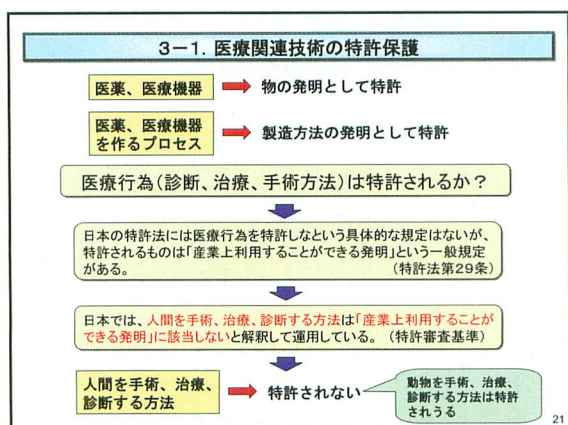 3－1. 医療関連技術の特許保護
医薬、医療機器
物の発明として特許
医薬、医療機器
を作るプロセス
製造方法の発明として特許
医療行為（診断、治療、手術方法）は特許されるか？
日本の特許法には医療行為を特許しなという具体的な規定はないが、
特許されるものは「産業上利用することができる発明」という一般規定
がある。 （特許法第29条）
日本では、人間を手術、治療、診断する方法は「産業上利用することが
できる発明」に該当しないと解釈して運用している。（特許審査基準）
人間を手術、治療、
診断する方法
特許されない
動物を手術、治療、
診断する方法は特許
されうる
21